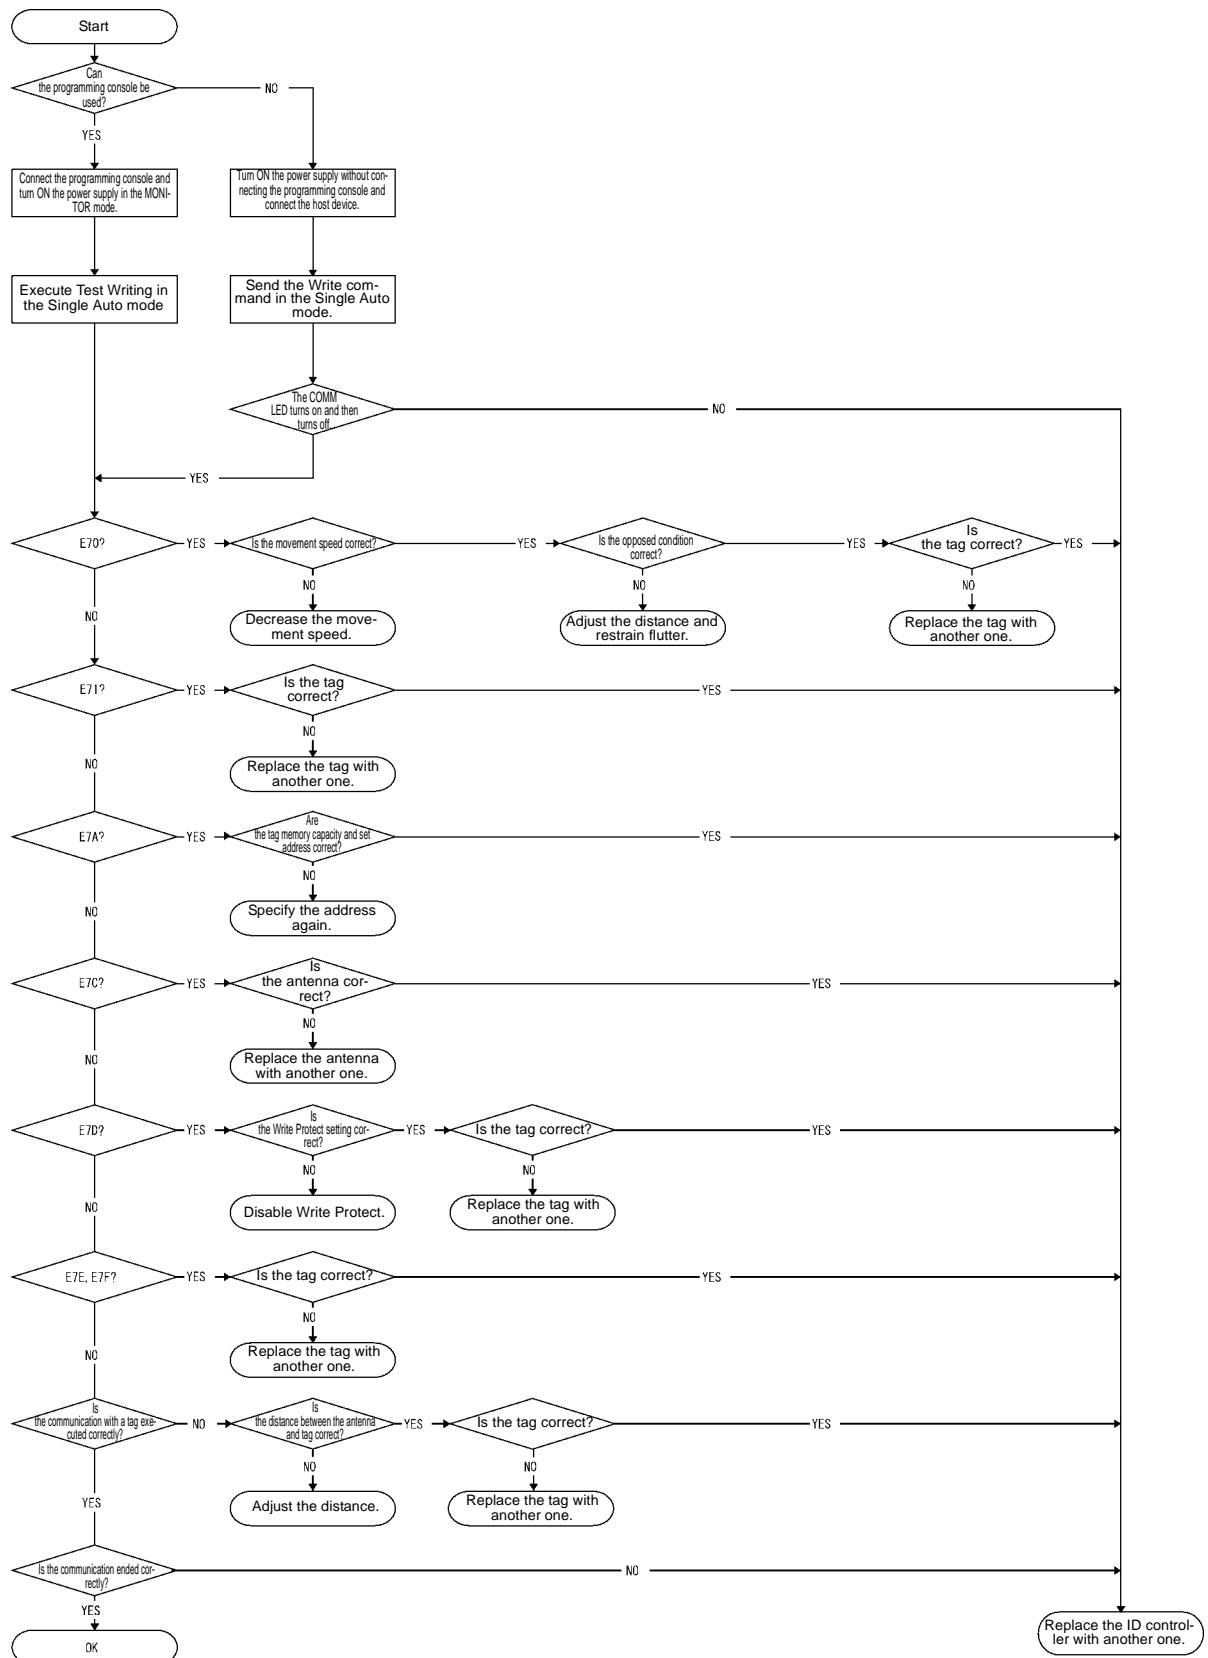 Start
Can
the programming console be
used?
NO
YES
Connect the programming console and
turn ON the power supply in the MONI-
TOR mode.
Turn ON the power supply without con-
necting the programming console and
connect the host device.
Execute Test Writing in
the Single Auto mode
Send the Write com-
mand in the Single Auto
mode.
The COMM
LED turns on and then
turns off.
NO
YES
E70?
YES
Is the movement speed correct?
YES
Is the opposed condition
correct?
YES
Is
the tag correct?
YES
NO
NO
NO
NO
Decrease the move-
ment speed.
Adjust the distance and
restrain flutter.
Replace the tag with
another one.
E71?
YES
Is the tag
correct?
YES
NO
NO
Replace the tag with
another one.
E7A?
YES
Are
the tag memory capacity and set
address correct?
YES
NO
NO
Specify the address
again.
E7C?
YES
Is
the antenna cor-
rect?
YES
NO
NO
Replace the antenna
with another one.
E7D?
YES
Is
the Write Protect setting cor-
rect?
YES
Is the tag correct?
YES
NO
NO
NO
Disable Write Protect.
Replace the tag with
another one.
E7E, E7F?
YES
Is the tag correct?
YES
NO
NO
Replace the tag with
another one.
Is
the communication with a tag exe-
cuted correctly?
NO
Is
the distance between the antenna
and tag correct?
YES
Is the tag correct?
YES
NO
NO
YES
Adjust the distance.
Replace the tag with
another one.
Is the communication ended cor-
rectly?
NO
YES
OK
Replace the ID control-
ler with another one.